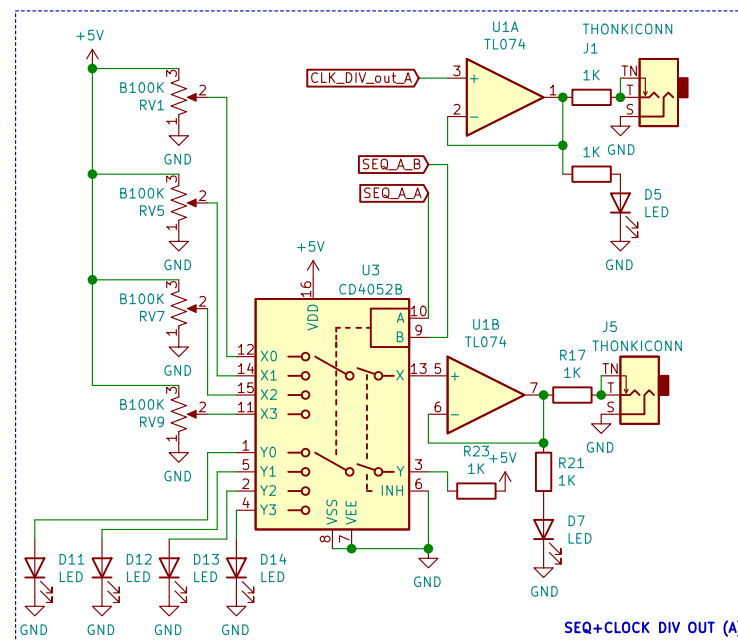 +5V
B100K
RV1
3
2
1
GND
B100K
RV5
3
2
1
GND
B100K
RV7
3
2
1
GND
B100K
RV9
3
2
1
GND
CLK_DIV_out_A
U1A
TL074
3
+
2
−
1
1K
THONKICONN
J1
TN
T
S
GND
1K
D5
LED
GND
SEQ_A_B
SEQ_A_A
+5V
U3
CD4052B
16
VDD
A
10
B
9
12
X0
14
X1
15
X2
11
X3
X
13
1
Y0
5
Y1
2
Y2
4
Y3
Y
3
INH
6
VSS
VEE
8
7
GND
U1B
TL074
5
+
6
−
7
R17
1K
J5
THONKICONN
TN
T
S
GND
R23
1K
+5V
R21
1K
D7
LED
GND
D11
LED
GND
D12
LED
GND
D13
LED
GND
D14
LED
GND
SEQ+CLOCK DIV OUT (A)